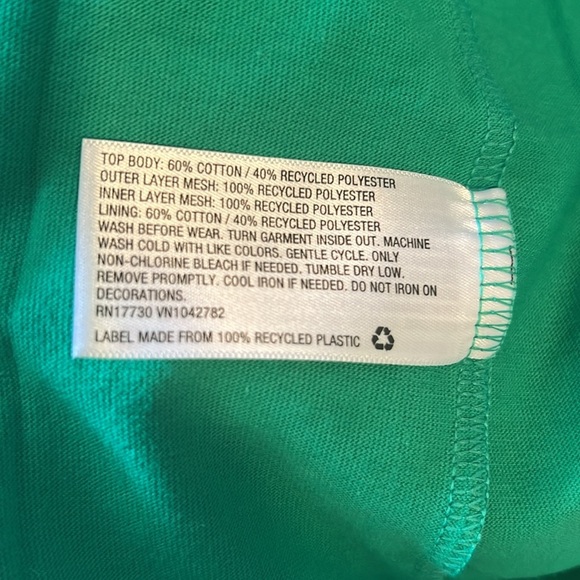 TOP BODY: 60% COTTON / 40% RECYCLED POLYESTER
OUTER LAYER MESH: 100% RECYCLED POLYESTER
INNER LAYER MESH: 100% RECYCLED POLYESTER
LINING: 60% COTTON / 40% RECYCLED POLYESTER
WASH BEFORE WEAR. TURN GARMENT INSIDE OUT. MACHINE
WASH COLD WITH LIKE COLORS. GENTLE CYCLE. ONLY
NON-CHLORINE BLEACH IF NEEDED. TUMBLE DRY LOW.
REMOVE PROMPTLY. COOL IRON IF NEEDED. DO NOT IRON ON
DECORATIONS.
RN17730 VN1042782
LABEL MADE FROM 100% RECYCLED PLASTIC